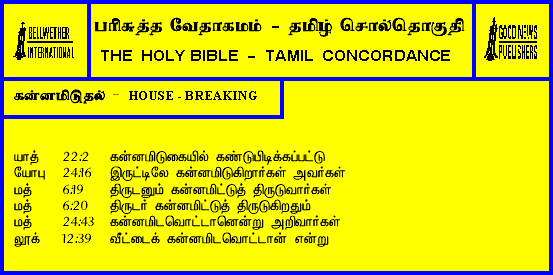 BELLWETHER
INTERNATIONAL
பரிசுத்த வேதாகமம் - தமிழ் சொல்தொகுதி
THE HOLY BIBLE - TAMIL CONCORDANCE
GOOD NEWS
PUBLISHERS
கன்னமிடுதல் - HOUSE - BREAKING
யாத் 22:2 கன்னமிடுகையில் கண்டுபிடிக்கப்பட்டு
யோபு 24:16 இருட்டிலே கன்னமிடுகிறார்கள் அவர்கள்
மத் 6:19 திருடனும் கன்னமிட்டுத் திருடுவார்கள்
மத் 6:20 திருடர் கன்னமிட்டுத் திருடுகிறதும்
மத் 24:43 கன்னமிடவொட்டானென்று அறிவார்கள்
லூக் 12:39 வீட்டைக் கன்னமிடவொட்டான் என்று